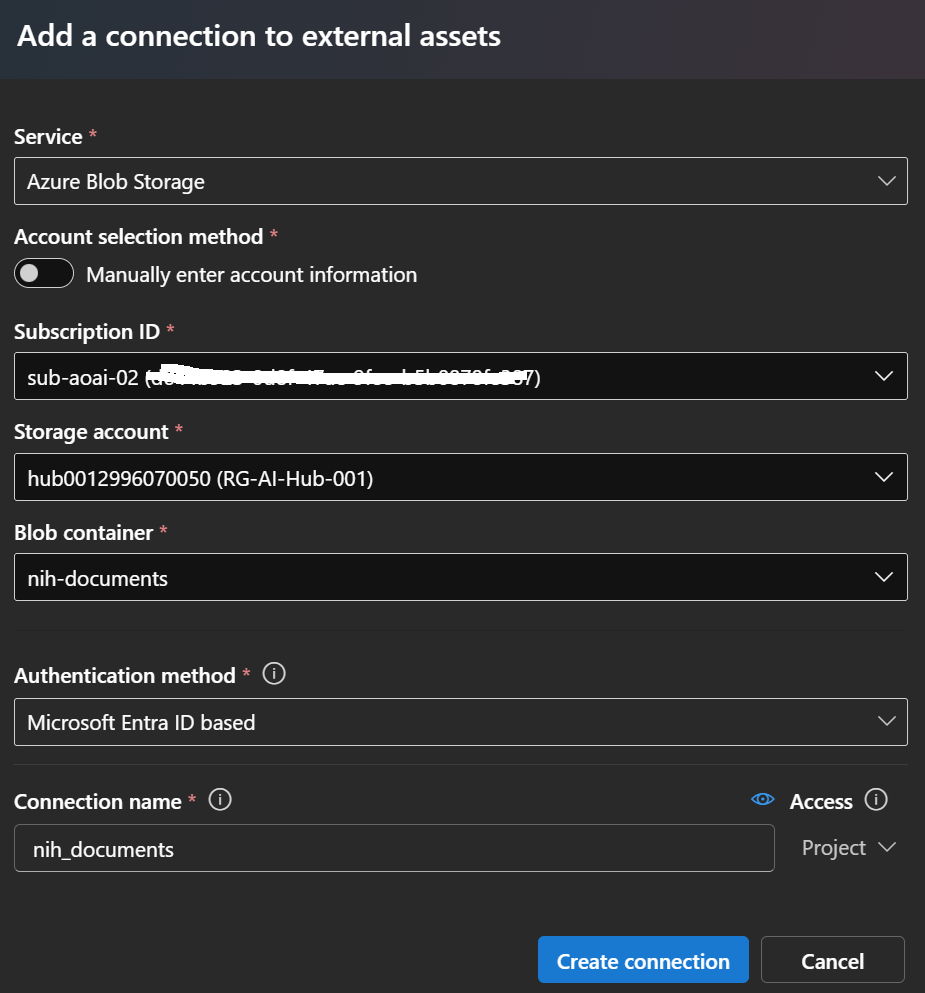 Add a connection to external assets
Service *
Azure Blob Storage
Account selection method *
Manually enter account information
Subscription ID *
sub-aoai-02
Storage account *
hub0012996070050 (RG-AI-Hub-001)
Blob container *
nih-documents
Authentication method *
Microsoft Entra ID based
Connection name *
Access
nih_documents
Project
Create connection
Cancel